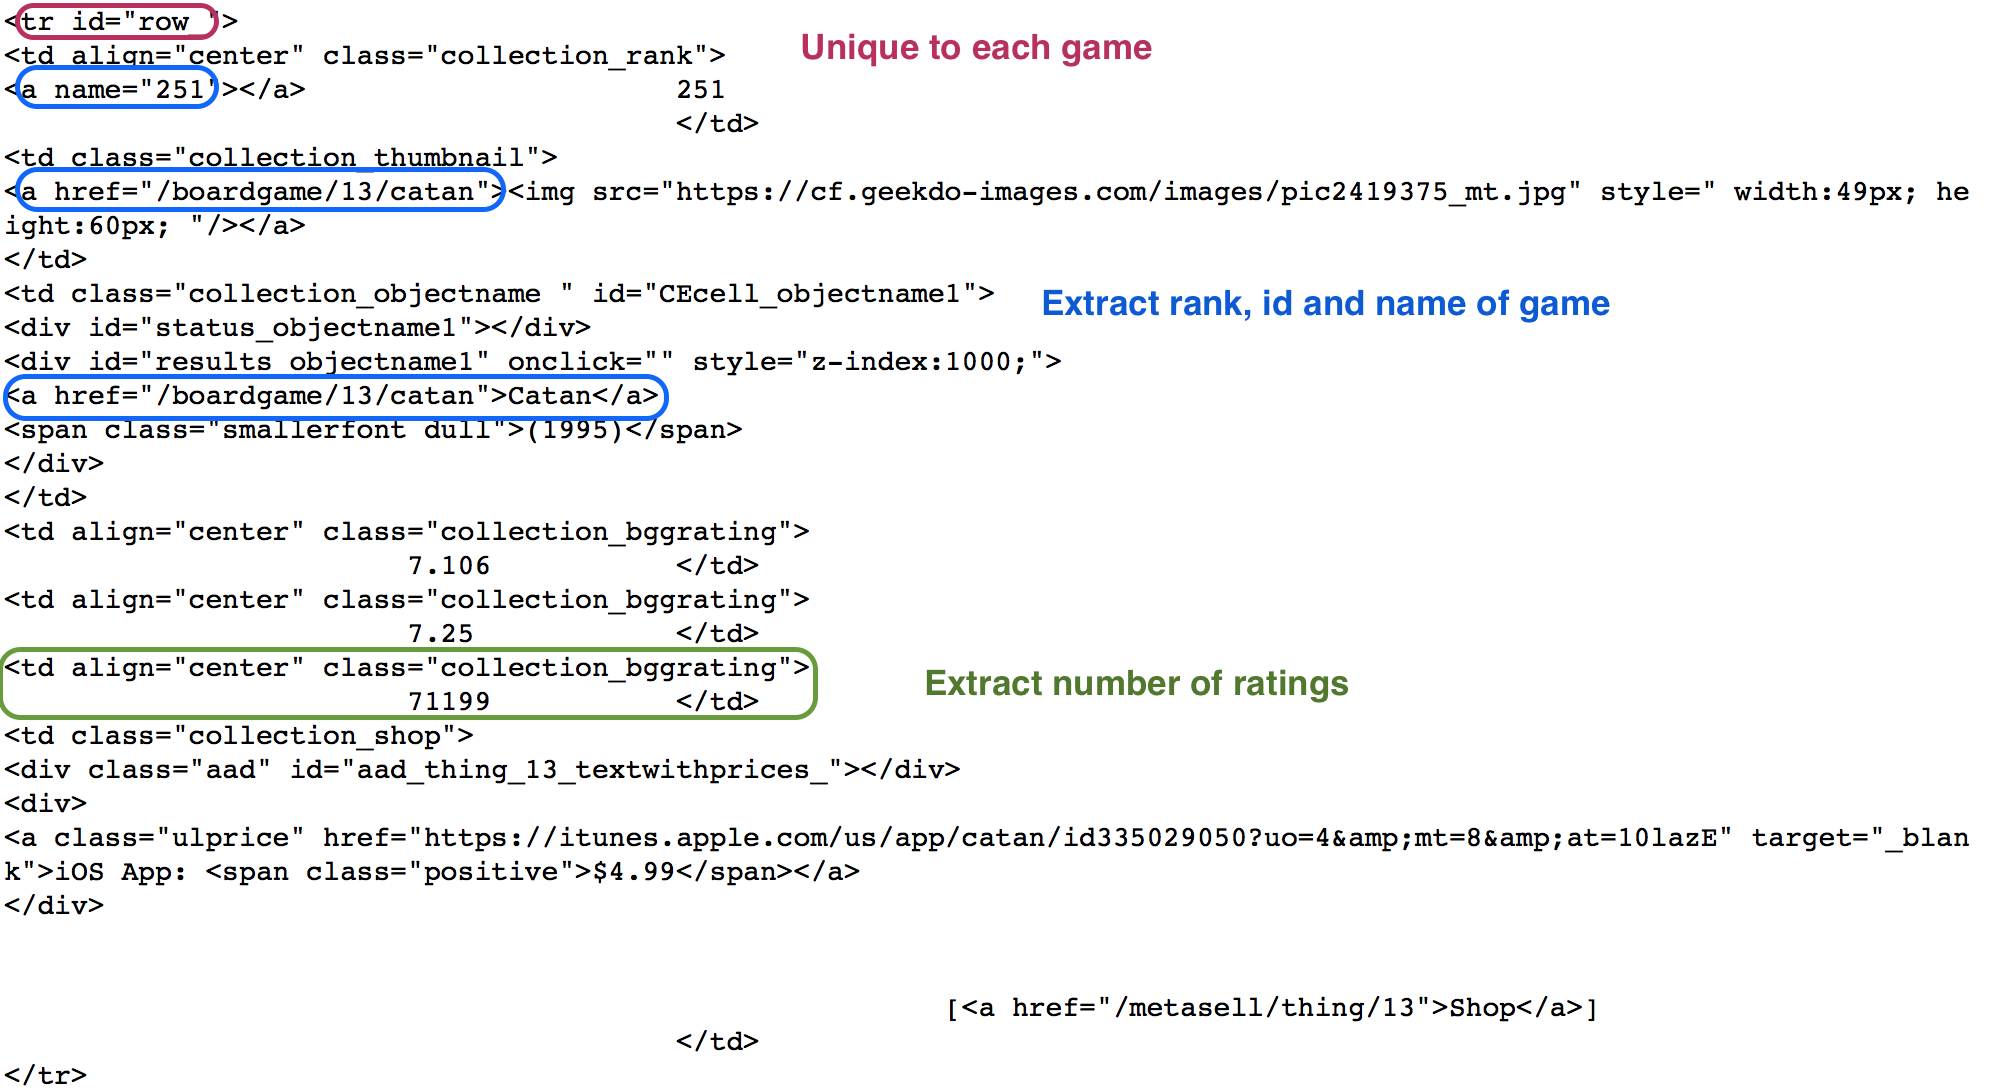 <tr id="row_">
Unique to each game
<td align="center" class="collection_rank">
<a name="251"></a> 251
</td>
<td class="collection_thumbnail">
<a href="/boardgame/13/catan"><img src="https://cf.geekdo-images.com/images/pic2419375_mt.jpg" style=" width:49px; he
ight:60px; "/></a>
</td>
<td class="collection_objectname " id="CEcell_objectname1">
Extract rank, id and name of game
<div id="status_objectname1"></div>
<div id="results_objectname1" onclick="" style="z-index:1000;">
<a href="/boardgame/13/catan">Catan</a>
<span class="smallerfont dull">(1995)</span>
</div>
</td>
<td align="center" class="collection_bggrating">
7.106 </td>
<td align="center" class="collection_bggrating">
7.25 </td>
<td align="center" class="collection_bggrating">
Extract number of ratings
71199 </td>
<td class="collection_shop">
<div class="aad" id="aad_thing_13_textwithprices_"></div>
<div>
<a class="ulprice" href="https://itunes.apple.com/us/app/catan/id335029050?uo=4&amp;mt=8&amp;at=10lazE" target="_blan
k">iOS App: <span class="positive">$4.99</span></a>
</div>
[<a href="/metasell/thing/13">Shop</a>]
</td>
</tr>